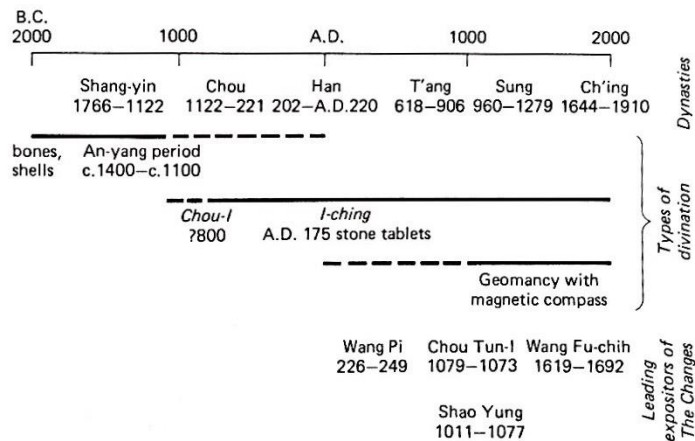 B.C.
2000 1000 A.D. 1000 2000
Shang-yin Chou Han T'ang Sung Ch'ing
1766–1122 1122–221 202–A.D.220 618–906 960–1279 1644–1910
Dynasties
bones, An-yang period
shells c.1400–c.1100
Chou-I I-ching
?800 A.D. 175 stone tablets
Geomancy with
magnetic compass
Types of
divination
Wang Pi Chou Tun-I Wang Fu-chih
226–249 1079–1073 1619–1692
Shao Yung
1011–1077
Leading
expositors of
The Changes